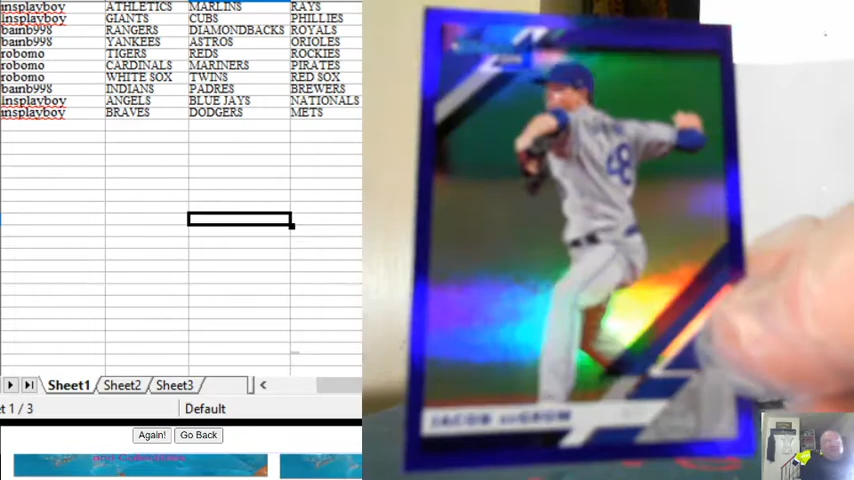 insplayboy ATHLETICS MARLINS RAYS
insplayboy GIANTS CUBS PHILLIES
bamb998 RANGERS DIAMONDBACKS ROYALS
bamb998 YANKEES ASTROS ORIOLES
robomo TIGERS REDS ROCKIES
robomo CARDINALS MARINERS PIRATES
robomo WHITE SOX TWINS RED SOX
bamb998 INDIANS PADRES BREWERS
insplayboy ANGELS BLUE JAYS NATIONALS
insplayboy BRAVES DODGERS METS
Sheet1 Sheet2 Sheet3
t 1 / 3 Default
Again! Go Back
48
JACOB deGROM